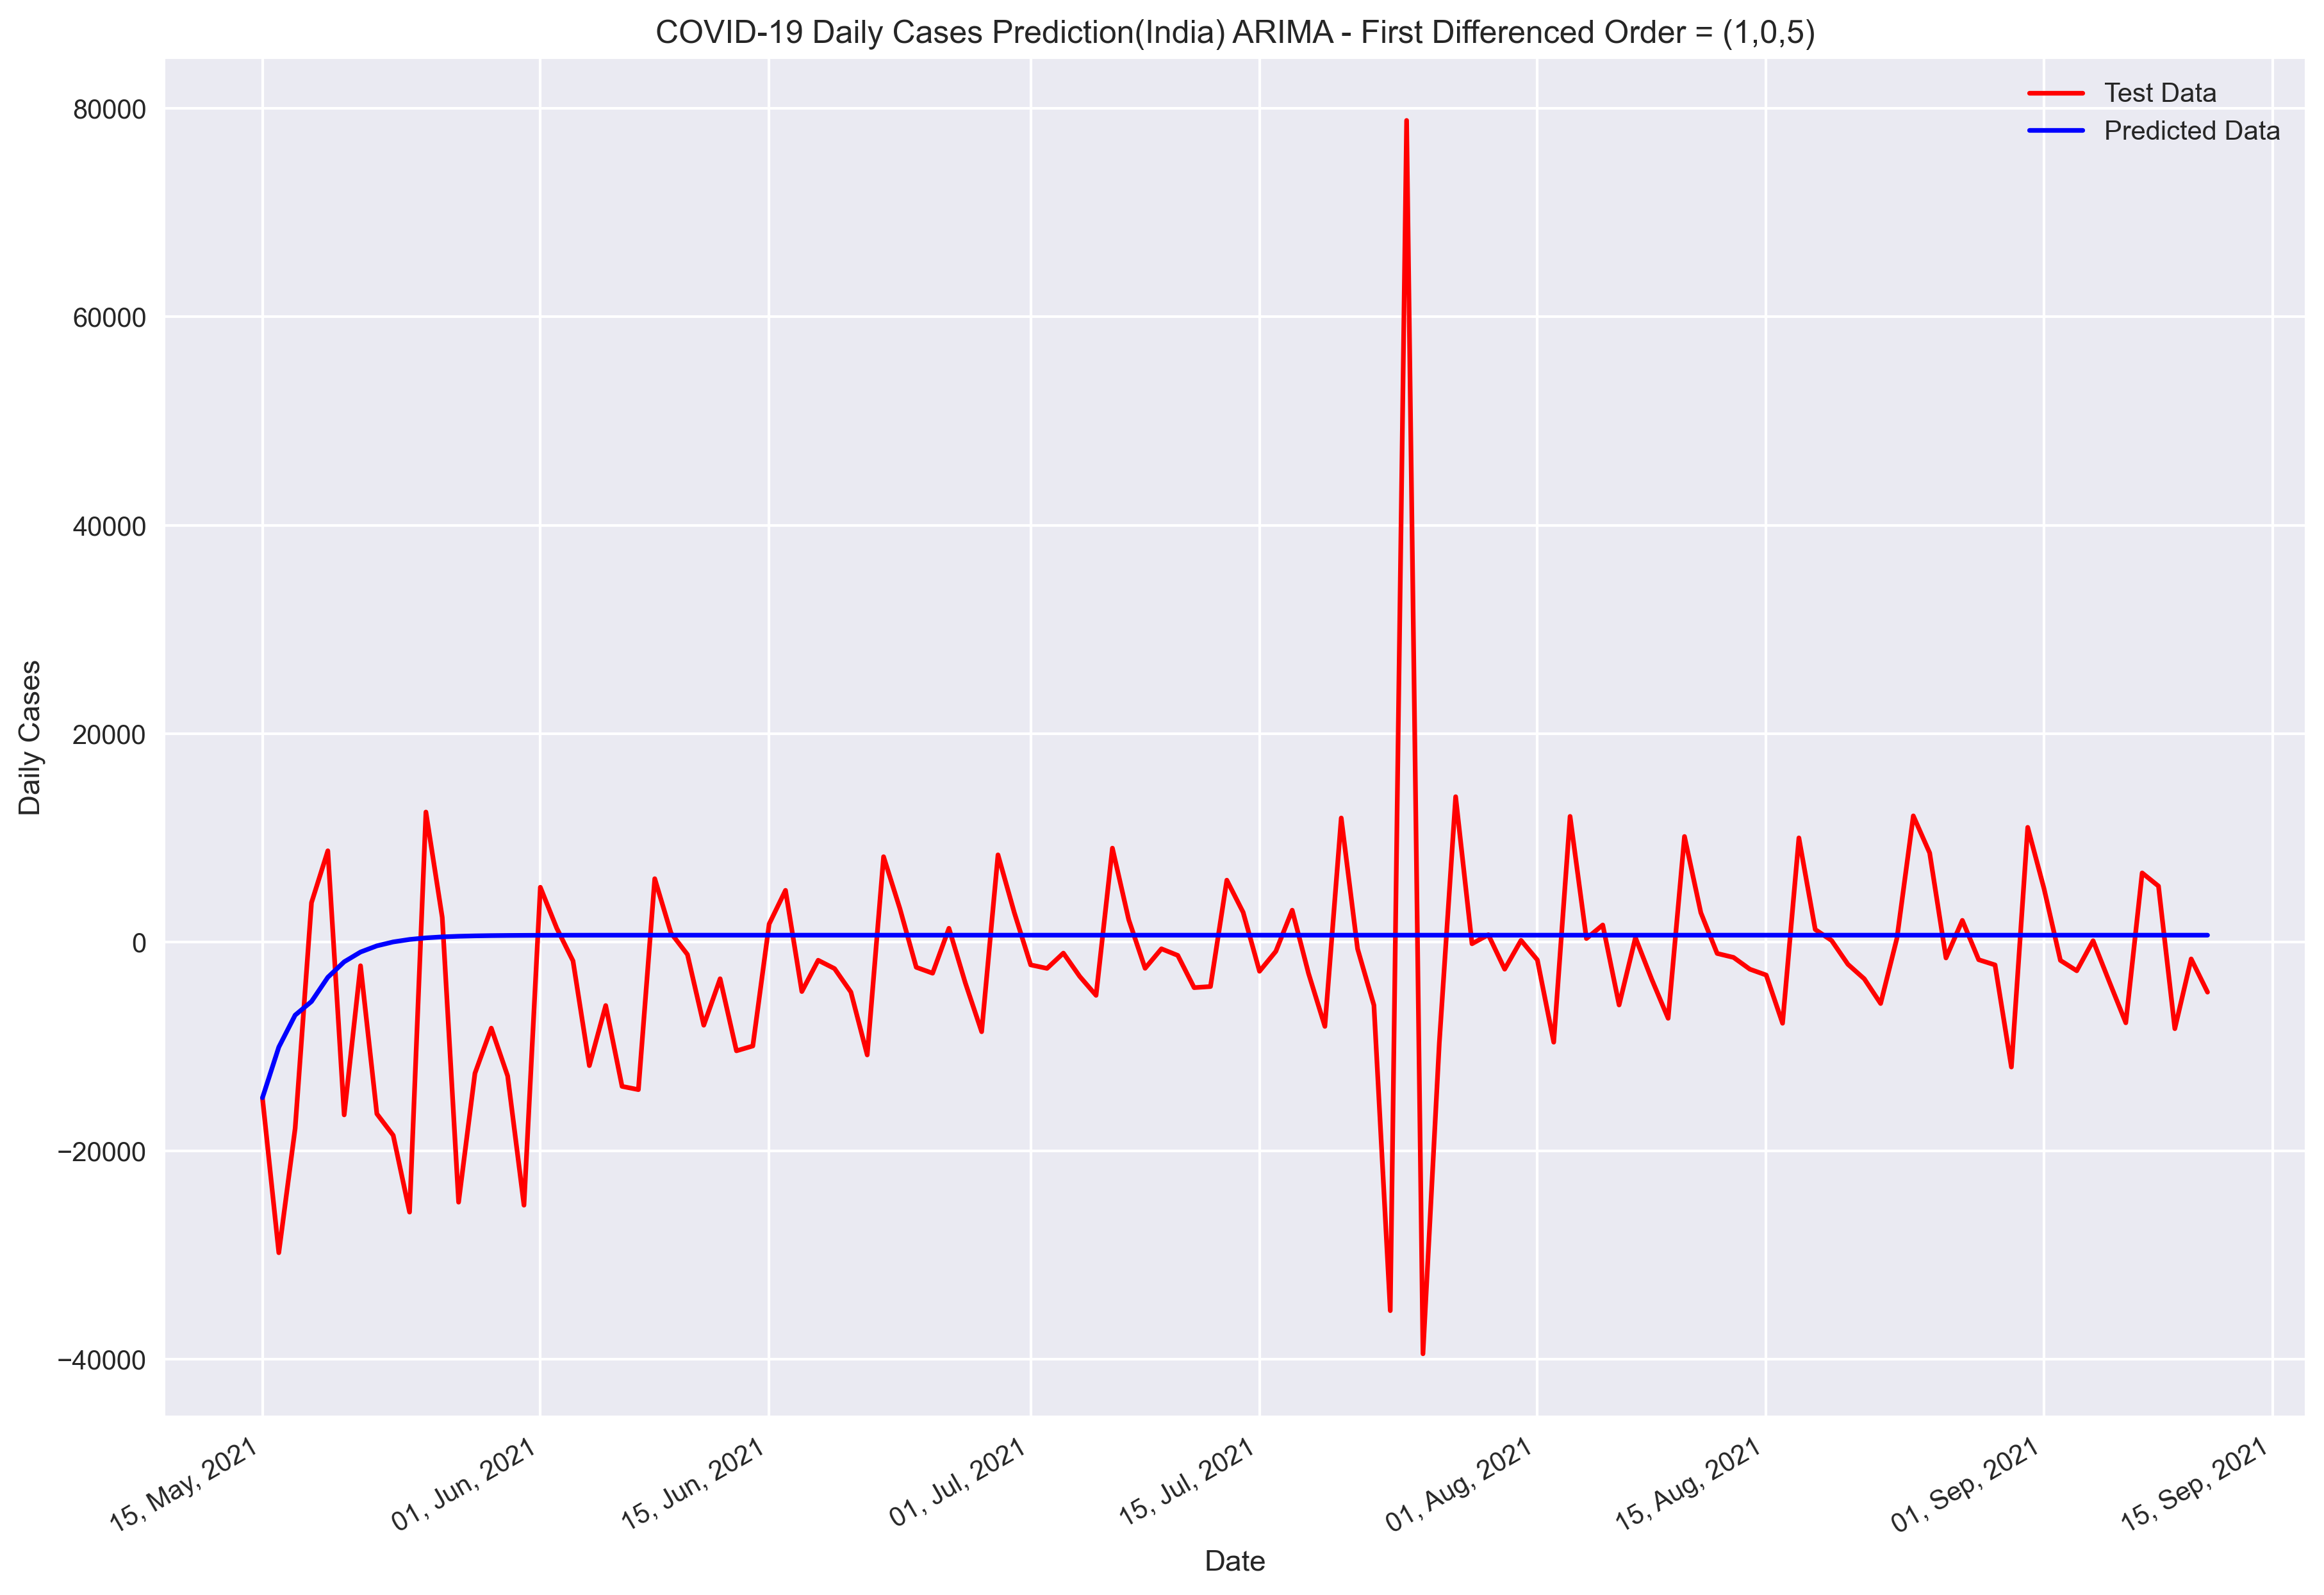 COVID-19 Daily Cases Prediction(India) ARIMA - First Differenced Order = (1,0,5)
Test Data
Predicted Data
80000
60000
40000
20000
0
−20000
−40000
Daily Cases
15, May, 2021
01, Jun, 2021
15, Jun, 2021
01, Jul, 2021
15, Jul, 2021
01, Aug, 2021
15, Aug, 2021
01, Sep, 2021
15, Sep, 2021
Date